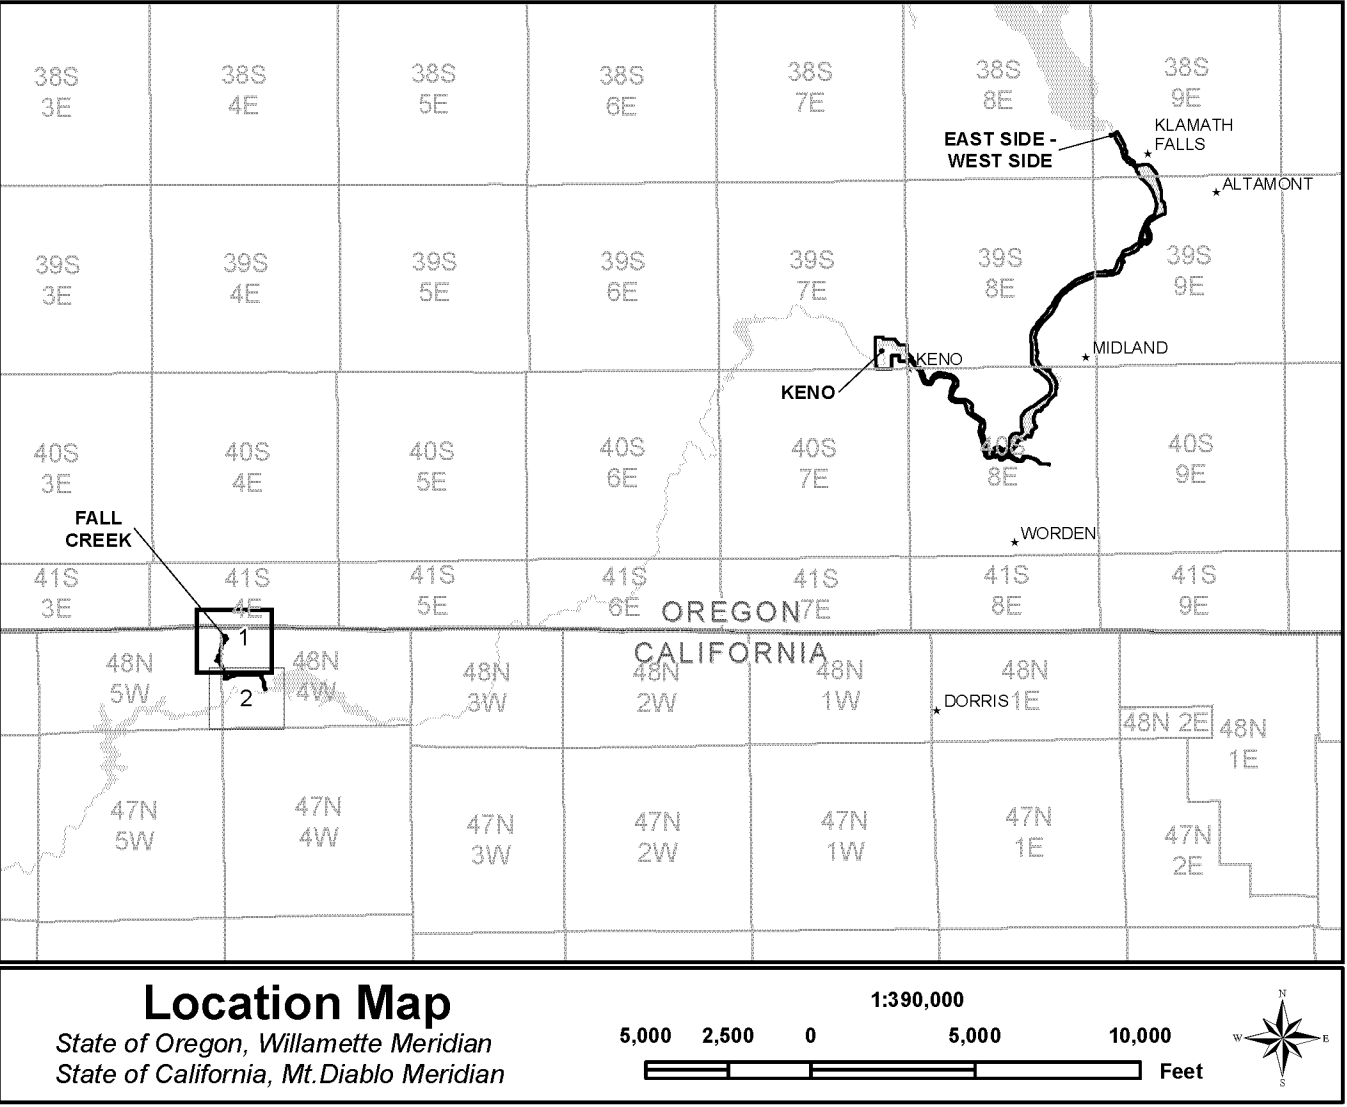 38S
3E
38S
4E
38S
5E
38S
6E
38S
7E
38S
8E
38S
9E
EAST SIDE -
WEST SIDE
KLAMATH
FALLS
ALTAMONT
39S
3E
39S
4E
39S
5E
39S
6E
39S
7E
39S
8E
39S
9E
KENO
MIDLAND
KENO
40S
3E
40S
4E
40S
5E
40S
6E
40S
7E
40S
8E
40S
9E
FALL
CREEK
WORDEN
41S
3E
41S
4E
41S
5E
41S
6E
41S
7E
41S
8E
41S
9E
OREGON
CALIFORNIA
1
2
48N
5W
48N
4W
48N
3W
48N
2W
48N
1W
48N
1E
DORRIS
48N 2E
48N
1E
47N
5W
47N
4W
47N
3W
47N
2W
47N
1W
47N
1E
47N
2E
Location Map
State of Oregon, Willamette Meridian
State of California, Mt.Diablo Meridian
1:390,000
5,000 2,500 0 5,000 10,000
Feet
N
W E
S